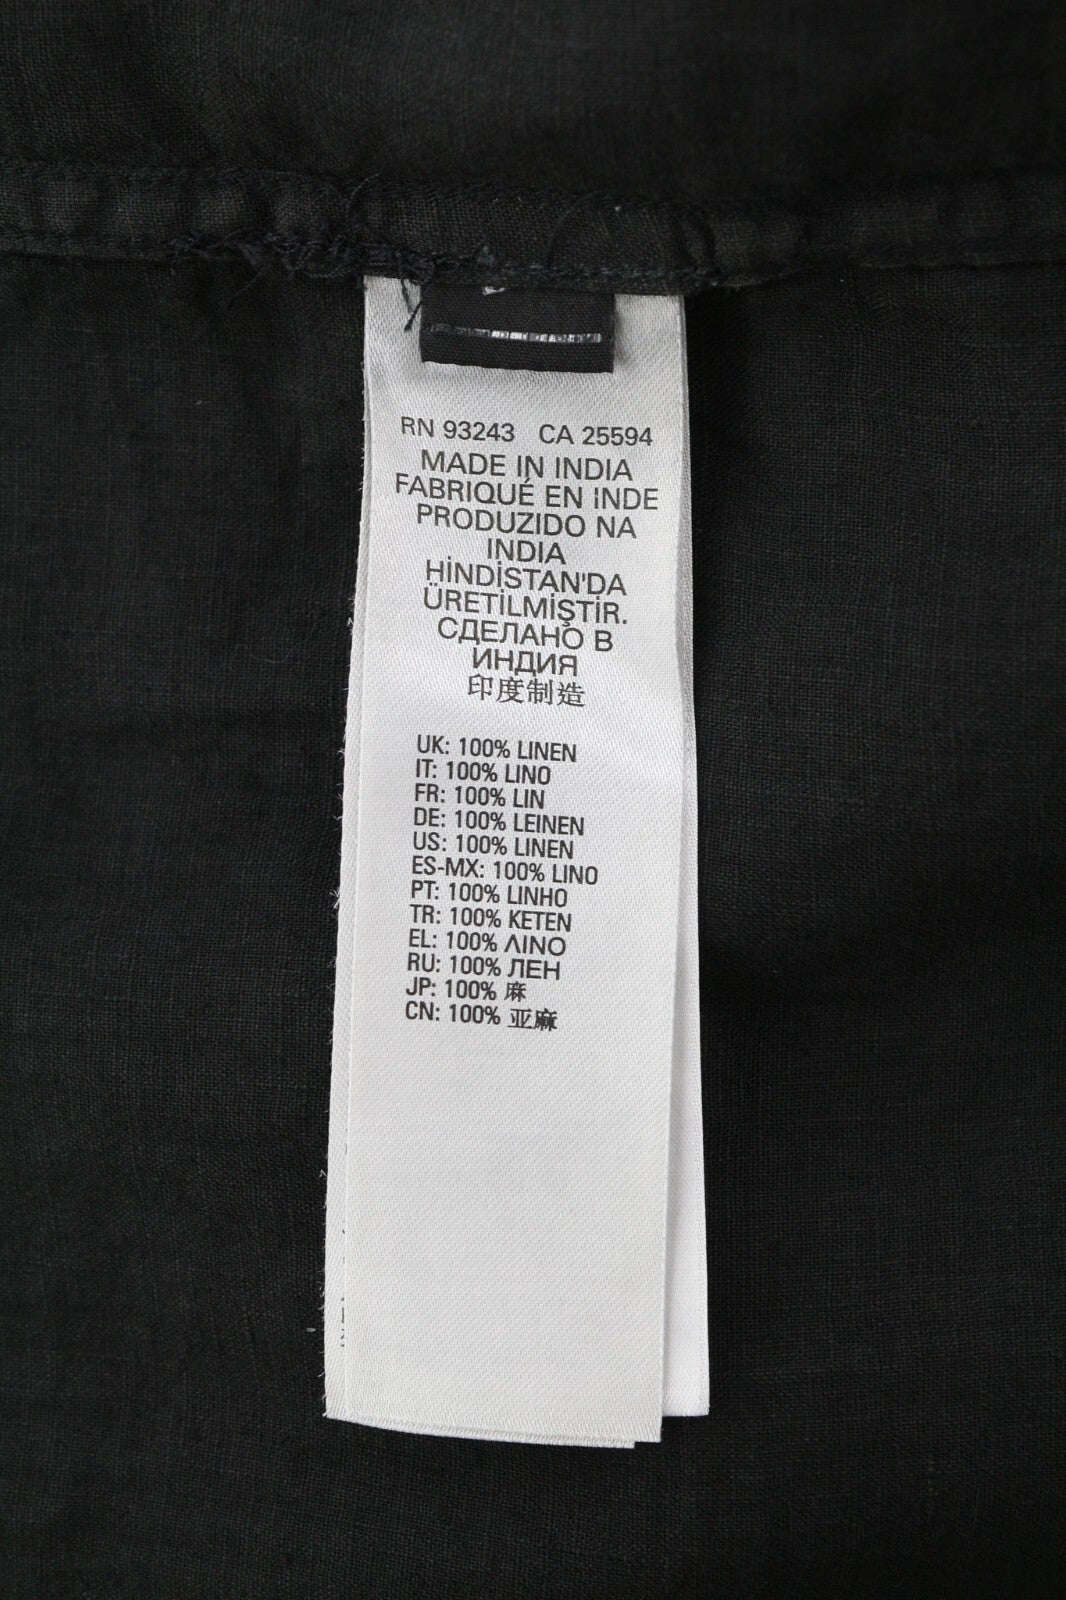 RN 93243 CA 25594
MADE IN INDIA
FABRIQUÉ EN INDE
PRODUZIDO NA
INDIA
HİNDİSTAN'DA
ÜRETILMİŞTİR.
СДЕЛАНО В
ИНДИЯ
印度制造
UK: 100% LINEN
IT: 100% LINO
FR: 100% LIN
DE: 100% LEINEN
US: 100% LINEN
ES-MX: 100% LINO
PT: 100% LINHO
TR: 100% KETEN
EL: 100% ΛΙΝΟ
RU: 100% ЛЕН
JP: 100% 麻
CN: 100% 亚麻